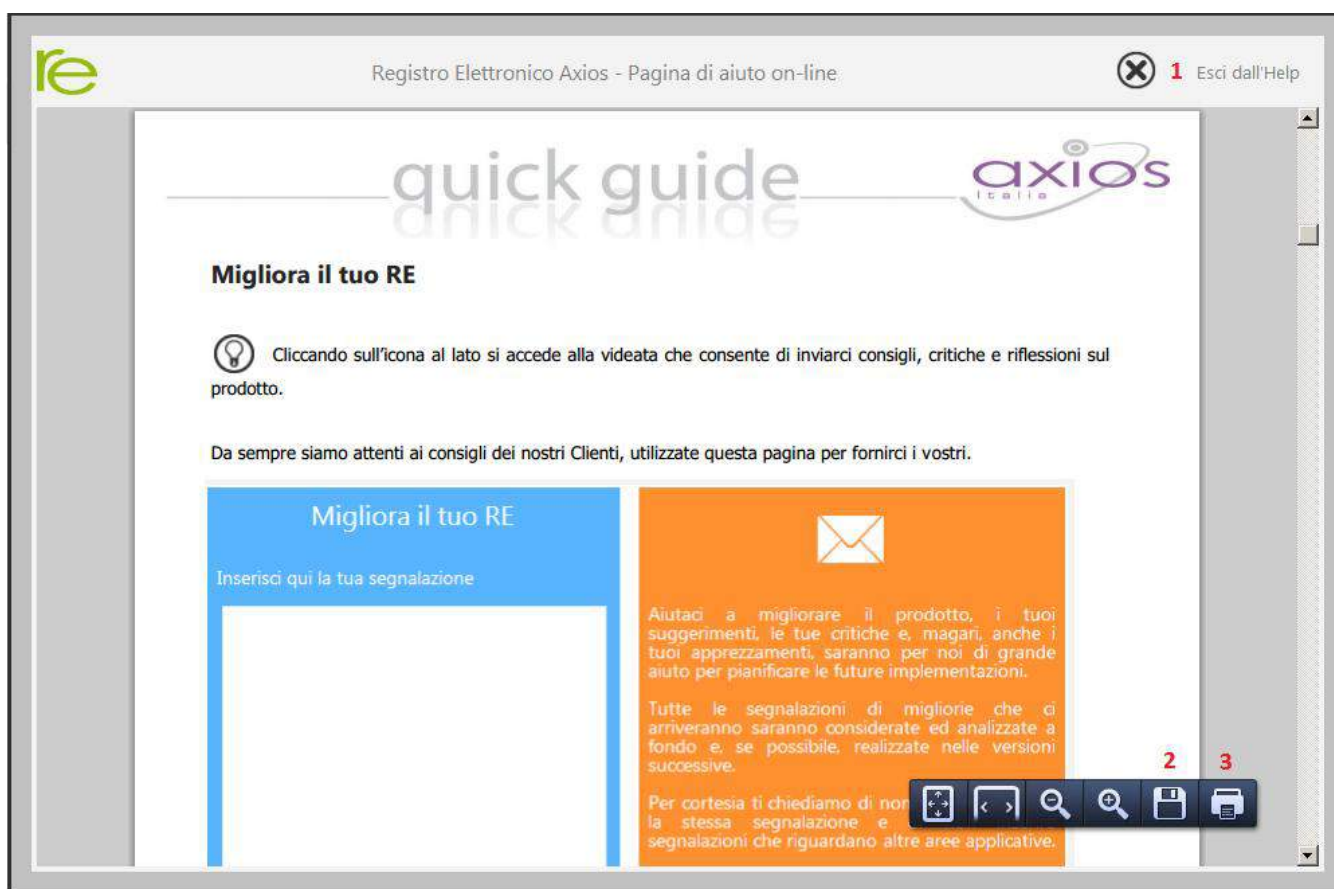 re
Registro Elettronico Axios - Pagina di aiuto on-line
1 Esci dall'Help
quick guide
axios
italia
Migliora il tuo RE
Cliccando sull'icona al lato si accede alla videata che consente di inviarci consigli, critiche e riflessioni sul
prodotto.
Da sempre siamo attenti ai consigli dei nostri Clienti, utilizzate questa pagina per fornirci i vostri.
Migliora il tuo RE
Inserisci qui la tua segnalazione
Aiutaci a migliorare il prodotto, i tuoi
suggerimenti, le tue critiche e, magari, anche i
tuoi apprezzamenti, saranno per noi di grande
aiuto per pianificare le future implementazioni.
Tutte le segnalazioni di migliorie che ci
arriveranno saranno considerate ed analizzate a
fondo e, se possibile, realizzate nelle versioni
successive.
2 3
Per cortesia ti chiediamo di non
la stessa segnalazione e
segnalazioni che riguardano altre aree applicative.